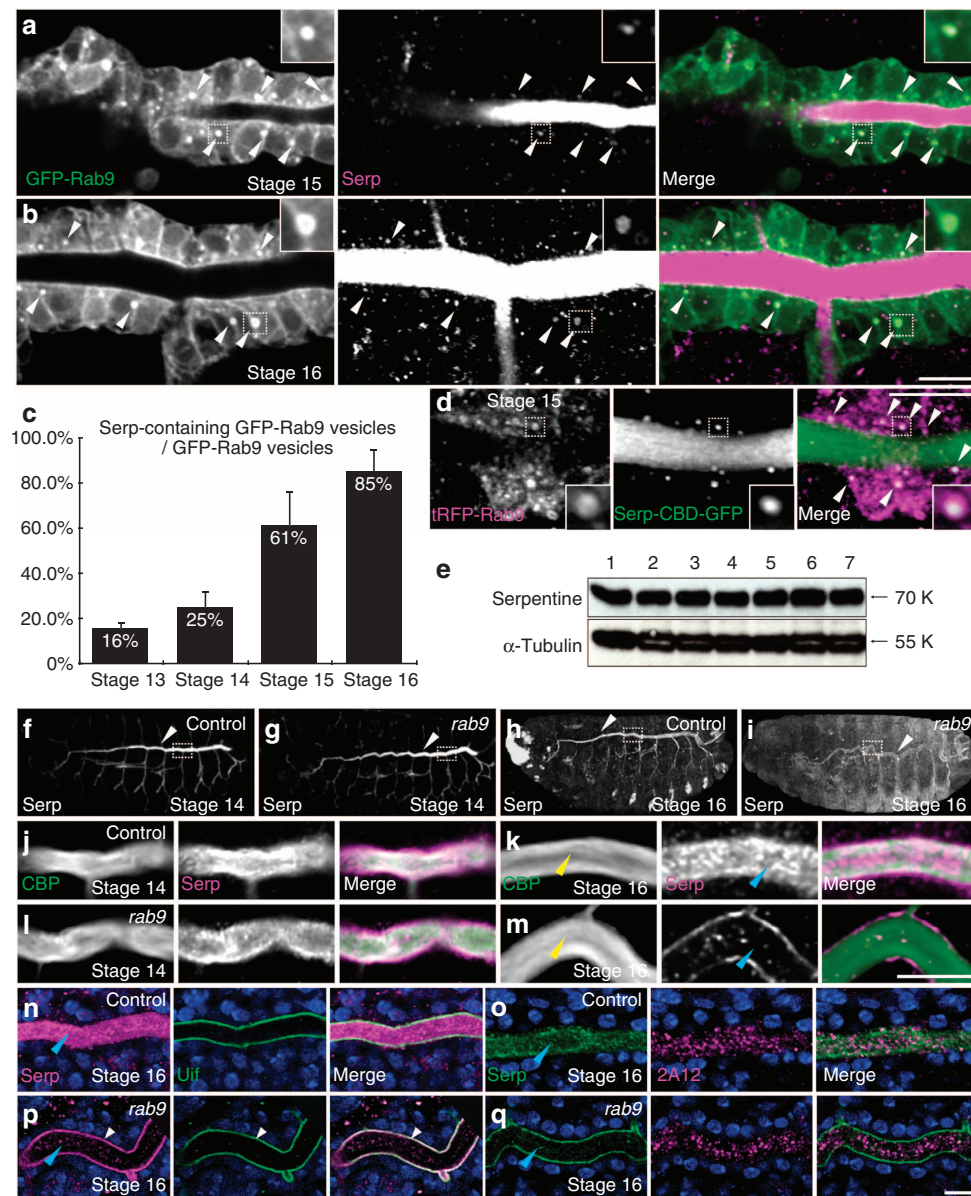 a
GFP-Rab9
Stage 15
Serp
Merge
b
Stage 16
c
Serp-containing GFP-Rab9 vesicles
/ GFP-Rab9 vesicles
100.0%
80.0%
60.0%
40.0%
20.0%
0%
16%
25%
61%
85%
Stage 13
Stage 14
Stage 15
Stage 16
d
Stage 15
tRFP-Rab9
Serp-CBD-GFP
Merge
e
1 2 3 4 5 6 7
Serpentine
← 70 K
α-Tubulin
← 55 K
f
Control
Serp
Stage 14
g
rab9
Serp
Stage 14
h
Control
Serp
Stage 16
i
rab9
Serp
Stage 16
j
Control
CBP
Stage 14
Serp
Merge
k
CBP
Stage 16
Serp
Merge
l
rab9
Stage 14
m
Stage 16
n
Control
Serp
Stage 16
Uif
Merge
o
Control
Serp
Stage 16
2A12
Merge
p
rab9
Stage 16
q
rab9
Stage 16